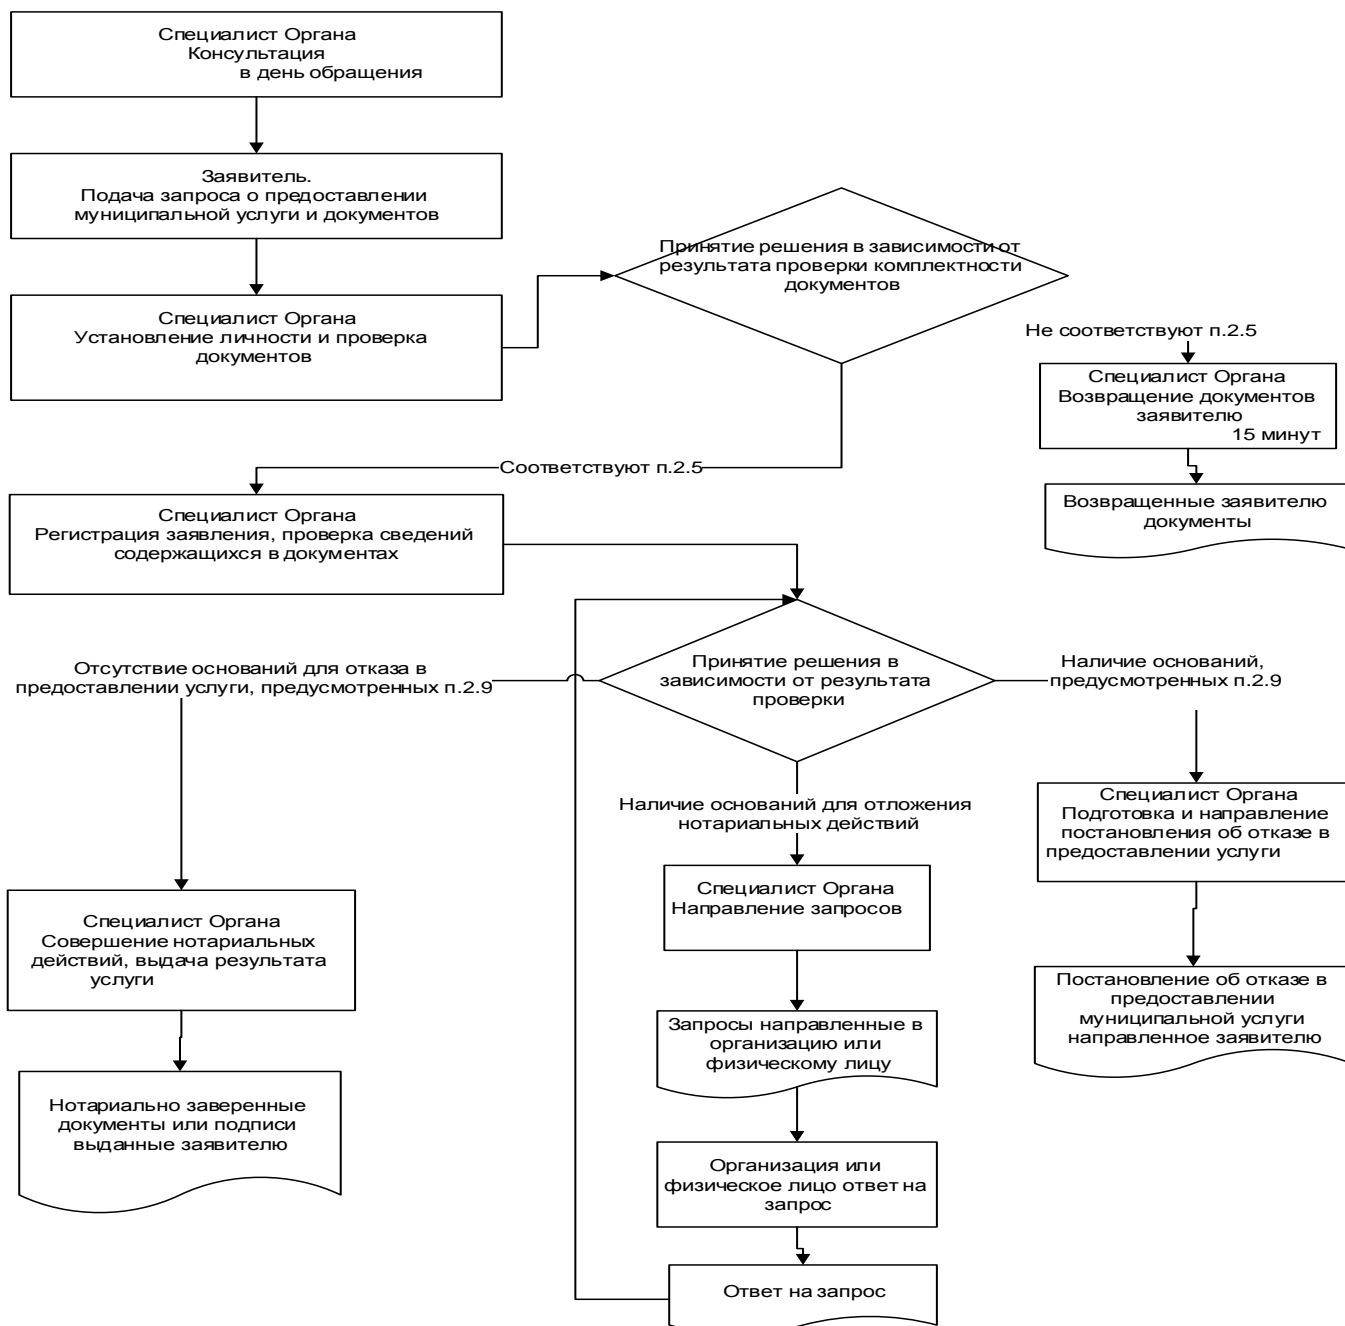 Специалист Органа
Консультация
в день обращения
Заявитель.
Подача запроса о предоставлении
муниципальной услуги и документов
Специалист Органа
Установление личности и проверка
документов
Принятие решения в зависимости от
результата проверки комплектности
документов
Не соответствуют п.2.5
Специалист Органа
Возвращение документов
заявителю
15 минут
Возвращенные заявителю
документы
Соответствуют п.2.5
Специалист Органа
Регистрация заявления, проверка сведений
содержащихся в документах
Принятие решения в
зависимости от результата
проверки
Отсутствие оснований для отказа в
предоставлении услуги, предусмотренных п.2.9
Наличие оснований,
предусмотренных п.2.9
Наличие оснований для отложения
нотариальных действий
Специалист Органа
Подготовка и направление
постановления об отказе в
предоставлении услуги
Специалист Органа
Направление запросов
Специалист Органа
Совершение нотариальных
действий, выдача результата
услуги
Постановление об отказе в
предоставлении
муниципальной услуги
направленное заявителю
Запросы направленные в
организацию или
физическому лицу
Нотариально заверенные
документы или подписи
выданные заявителю
Организация или
физическое лицо ответ на
запрос
Ответ на запрос